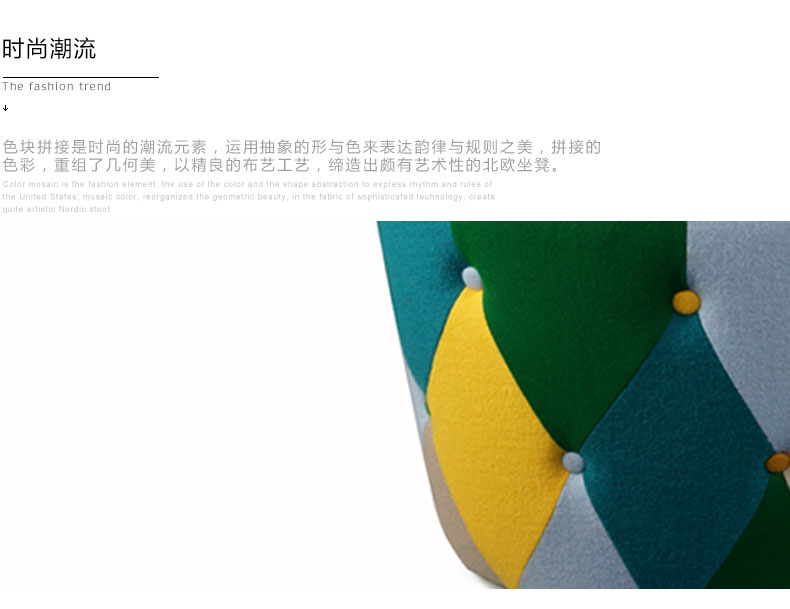 时尚潮流
The fashion trend
↓
色块拼接是时尚的潮流元素，运用抽象的形与色来表达韵律与规则之美，拼接的
色彩，重组了几何美，以精良的布艺工艺，缔造出颇有艺术性的北欧坐凳。
Color mosaic is the fashion element, the use of the color and the shape abstraction to express rhythm and rules of
the United States, mosaic color, reorganized the geometric beauty, in the fabric of sophisticated technology, create
quite artistic Nordic stool.